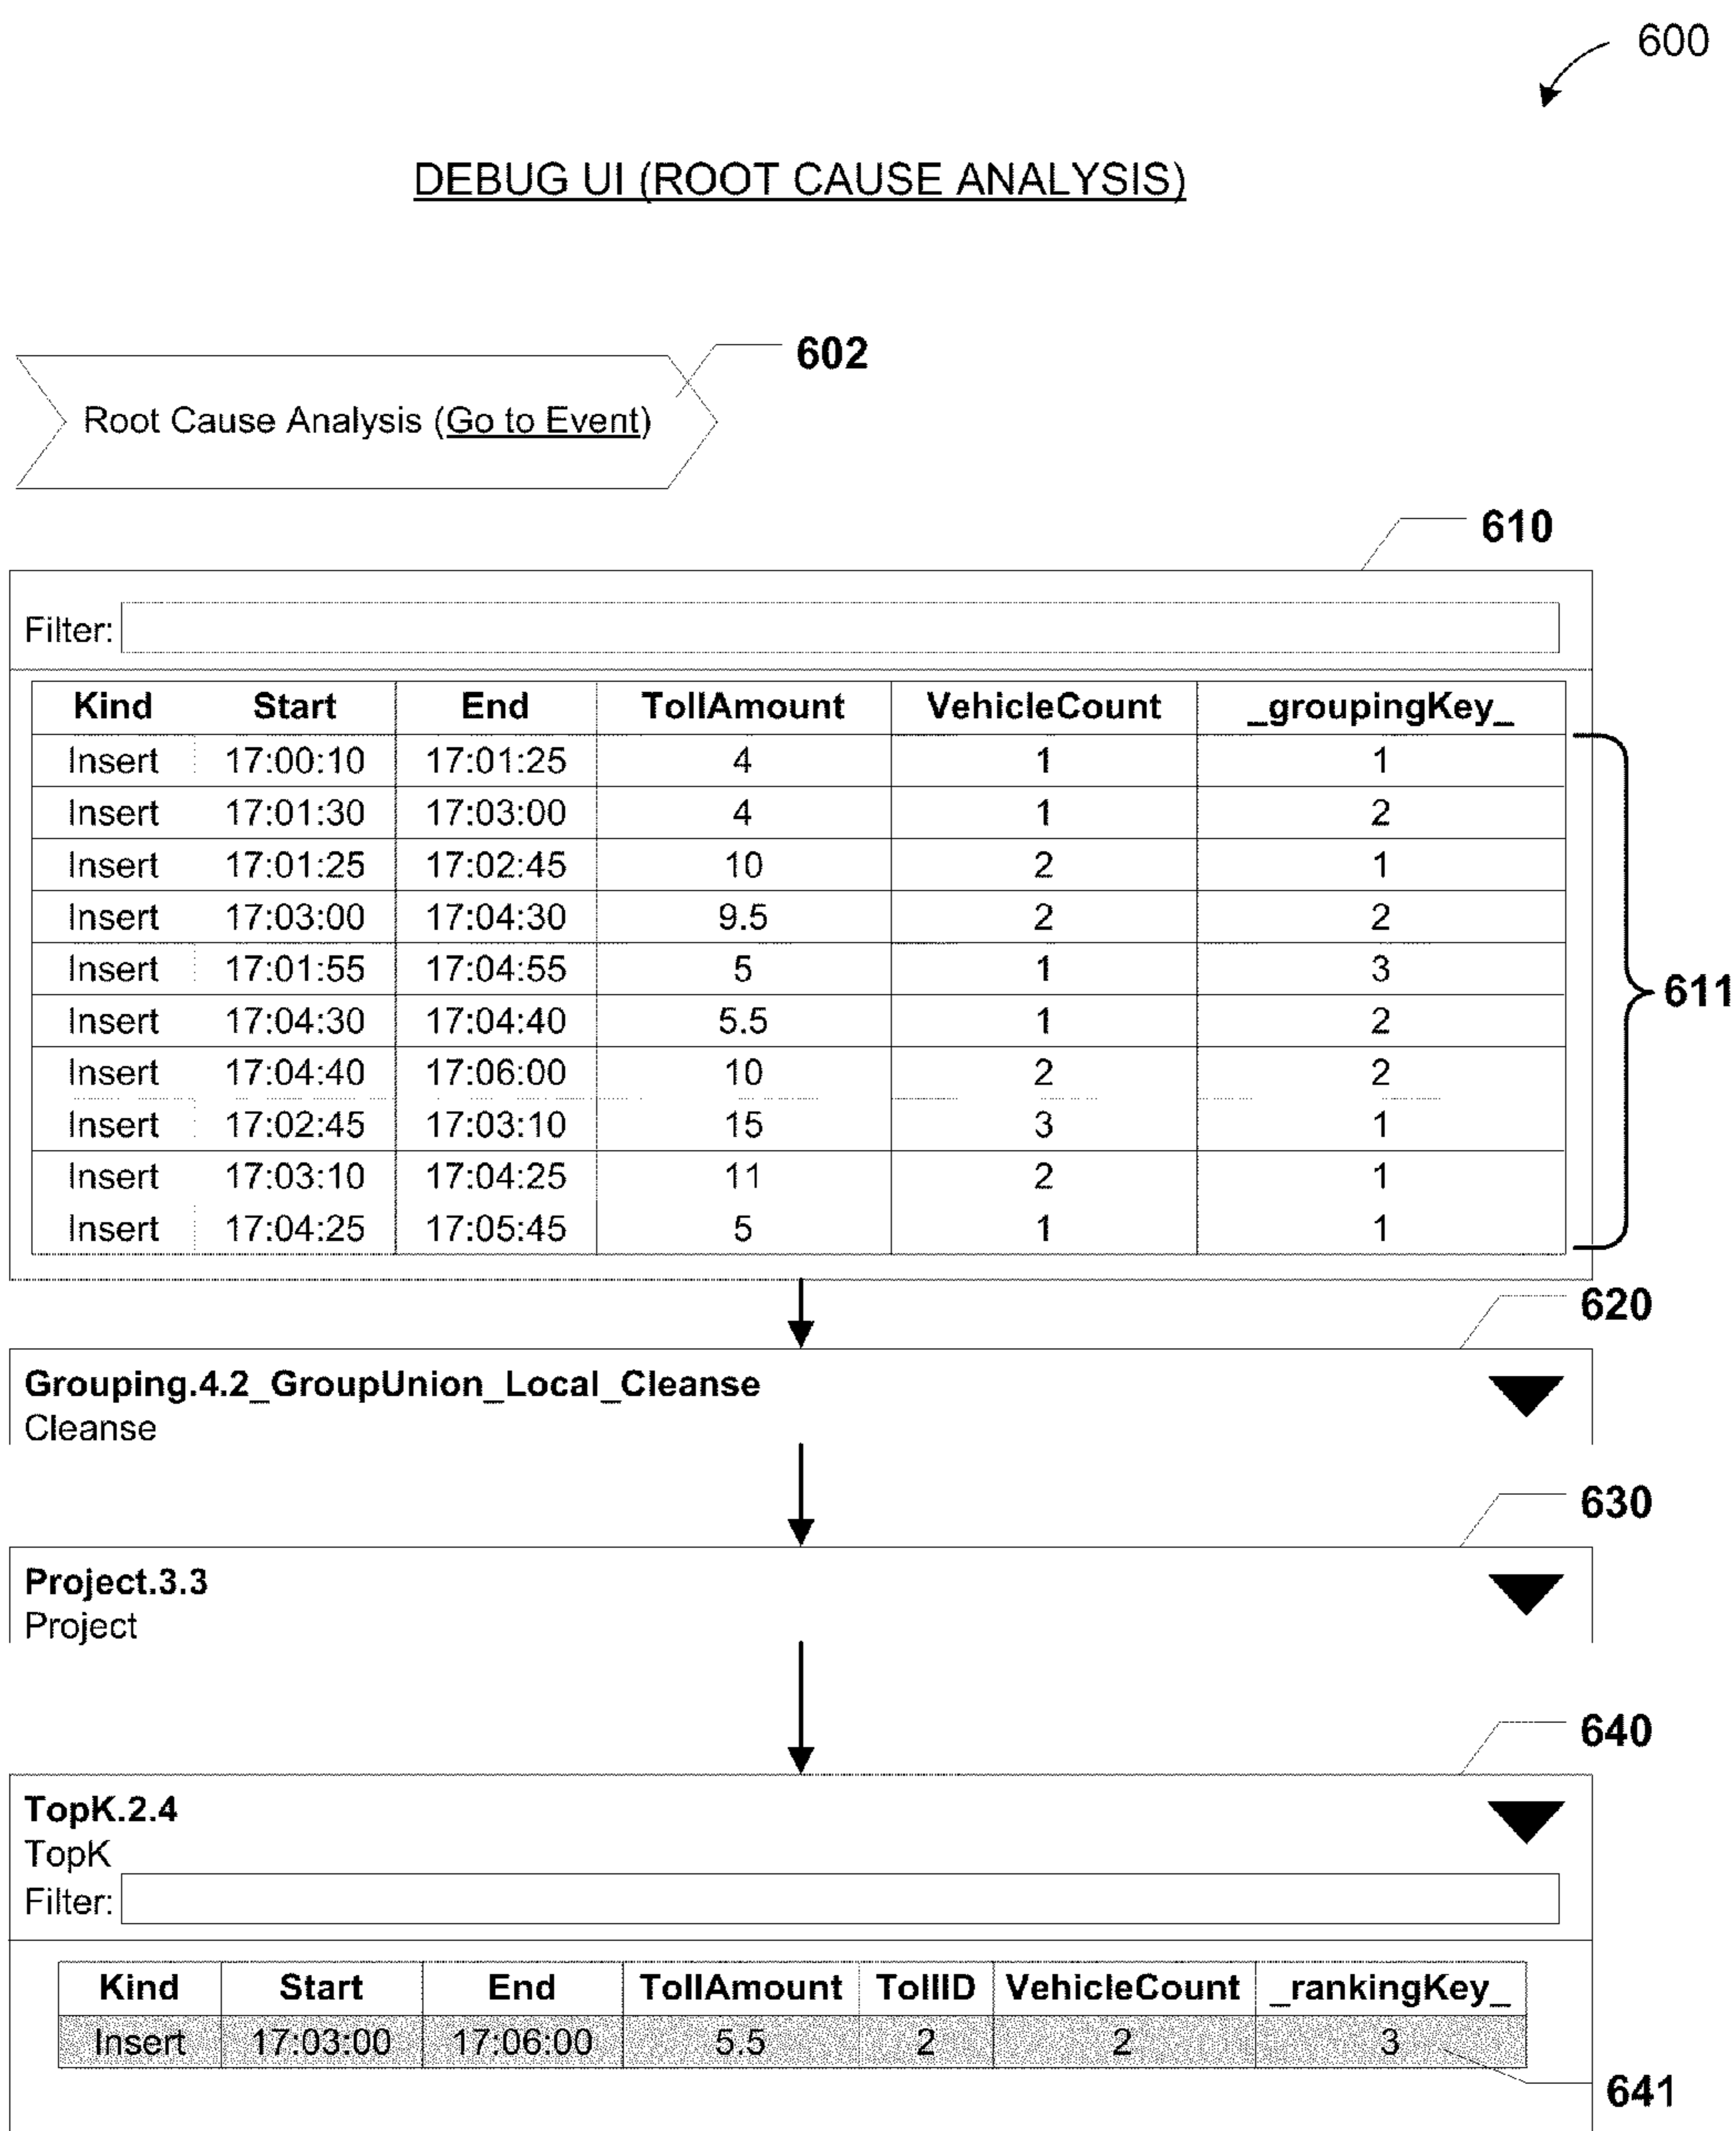 600
DEBUG UI (ROOT CAUSE ANALYSIS)
602
Root Cause Analysis (Go to Event)
610
Filter:
Kind Start End TollAmount VehicleCount _groupingKey_
Insert 17:00:10 17:01:25 4 1 1
Insert 17:01:30 17:03:00 4 1 2
Insert 17:01:25 17:02:45 10 2 1
Insert 17:03:00 17:04:30 9.5 2 2
Insert 17:01:55 17:04:55 5 1 3
611
Insert 17:04:30 17:04:40 5.5 1 2
Insert 17:04:40 17:06:00 10 2 2
Insert 17:02:45 17:03:10 15 3 1
Insert 17:03:10 17:04:25 11 2 1
Insert 17:04:25 17:05:45 5 1 1
620
Grouping.4.2_GroupUnion_Local_Cleanse
Cleanse
630
Project.3.3
Project
640
TopK.2.4
TopK
Filter:
Kind Start End TollAmount TollID VehicleCount _rankingKey_
Insert 17:03:00 17:06:00 5.5 2 2 3
641